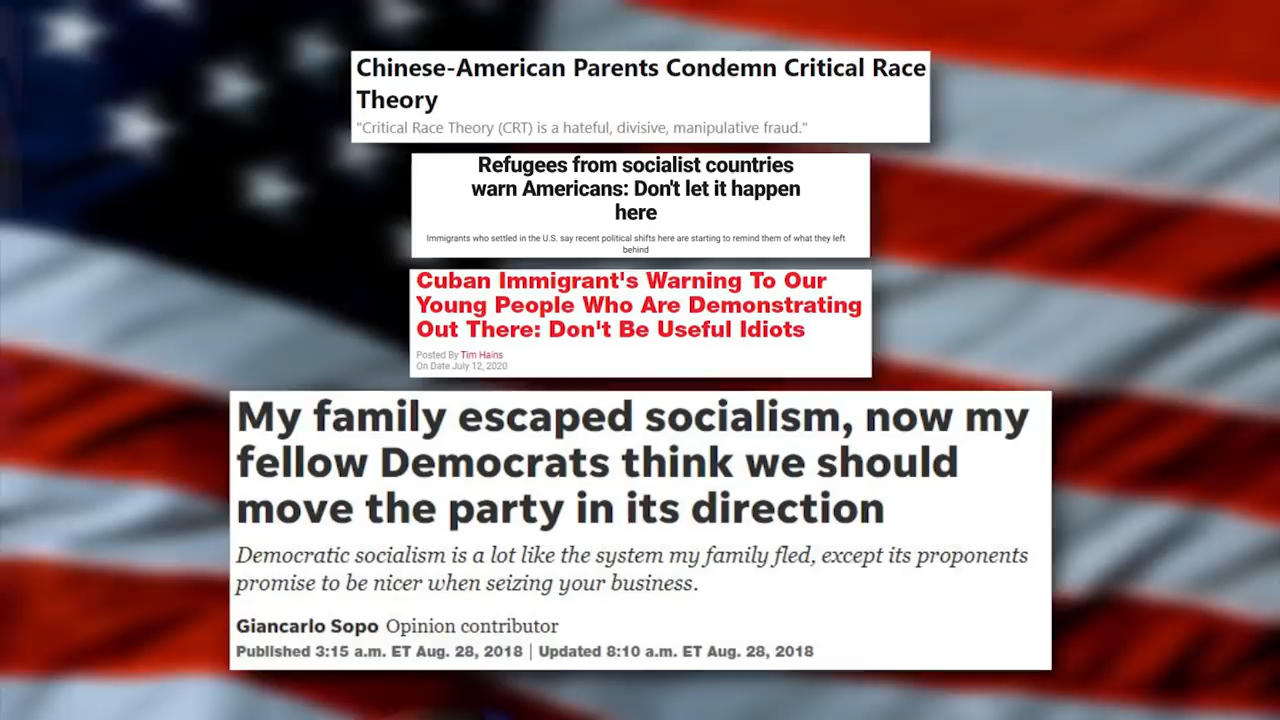 Chinese-American Parents Condemn Critical Race
Theory
"Critical Race Theory (CRT) is a hateful, divisive, manipulative fraud."
Refugees from socialist countries
warn Americans: Don't let it happen
here
Immigrants who settled in the U.S. say recent political shifts here are starting to remind them of what they left
behind
Cuban Immigrant's Warning To Our
Young People Who Are Demonstrating
Out There: Don't Be Useful Idiots
Posted By Tim Hains
On Date July 12, 2020
My family escaped socialism, now my
fellow Democrats think we should
move the party in its direction
Democratic socialism is a lot like the system my family fled, except its proponents
promise to be nicer when seizing your business.
Giancarlo Sopo Opinion contributor
Published 3:15 a.m. ET Aug. 28, 2018 | Updated 8:10 a.m. ET Aug. 28, 2018